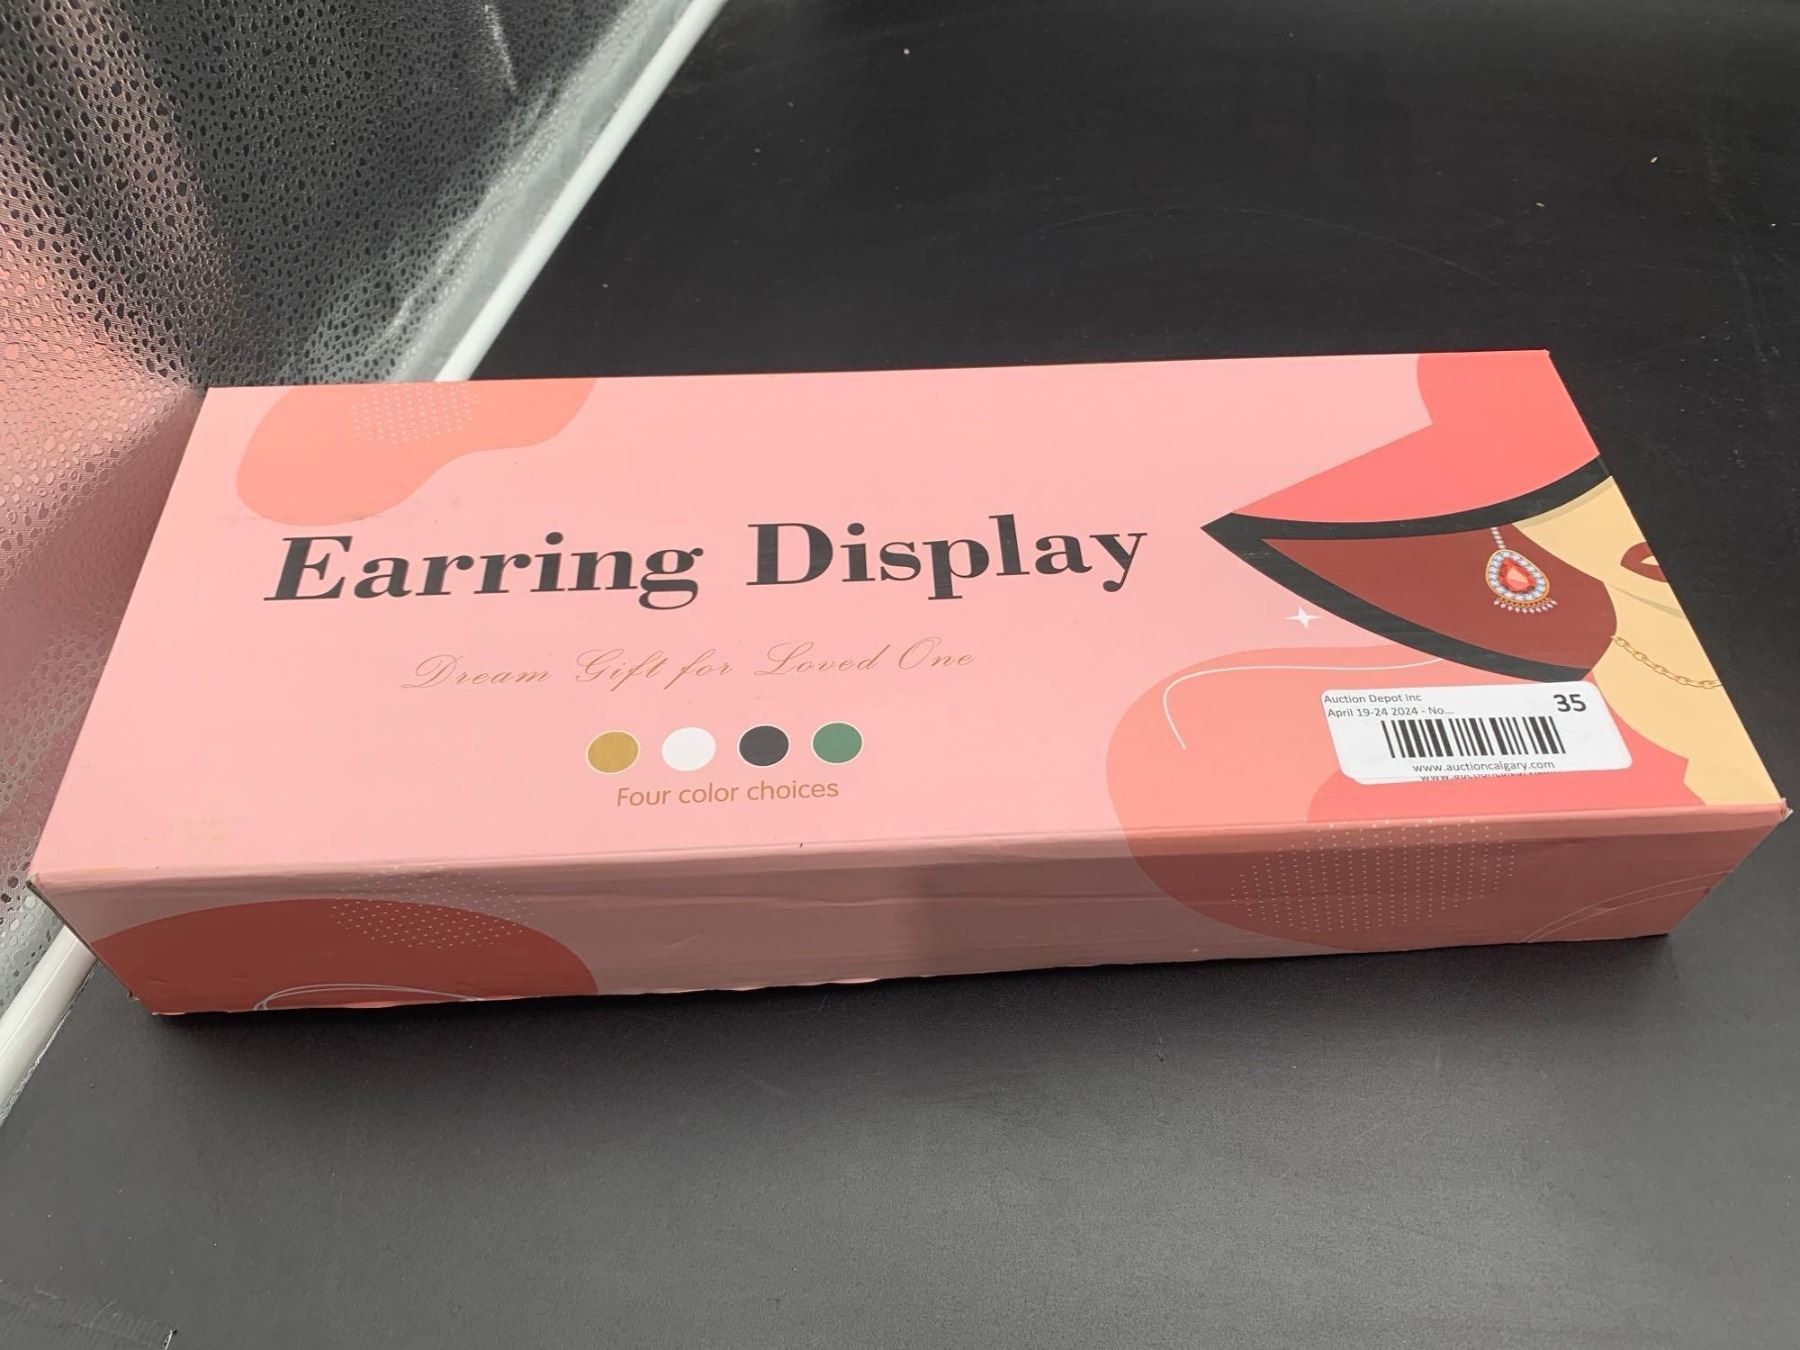 Earring Display
Dream Gift for Loved One
Four color choices
Auction Depot Inc
35
April 19-24 2024 - No...
www.auctioncalgary.com